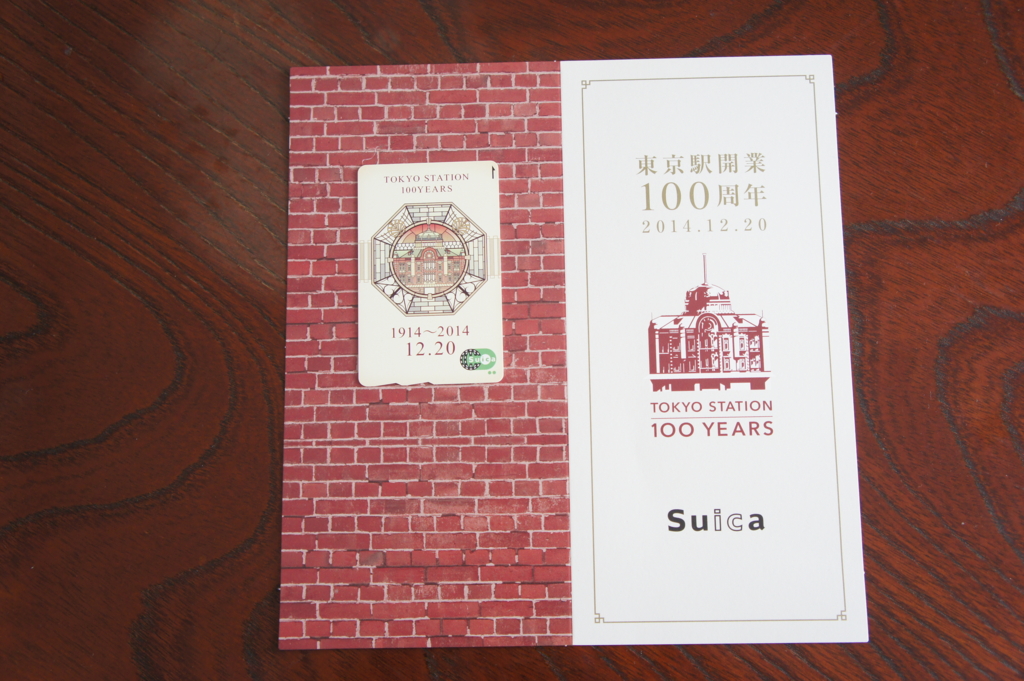 TOKYO STATION
100YEARS
1914~2014
12.20
Suica
東京駅開業
100周年
2014.12.20
TOKYO STATION
100 YEARS
Suica